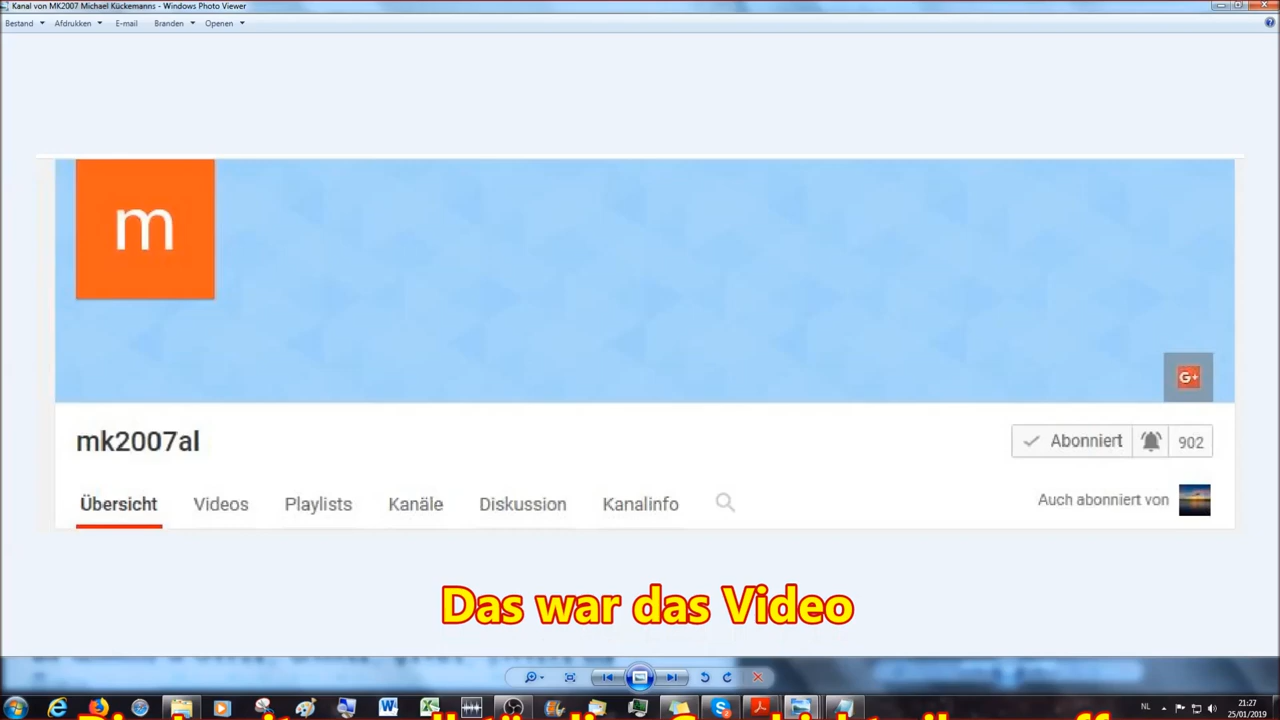 Kanal von MK2007 Michael Kückemanns - Windows Photo Viewer
Bestand Afdrukken E-mail Branden Openen
m
G+
mk2007al
Abonniert 902
Übersicht Videos Playlists Kanäle Diskussion Kanalinfo
Auch abonniert von
Das war das Video
NL 21:27
25/01/2019